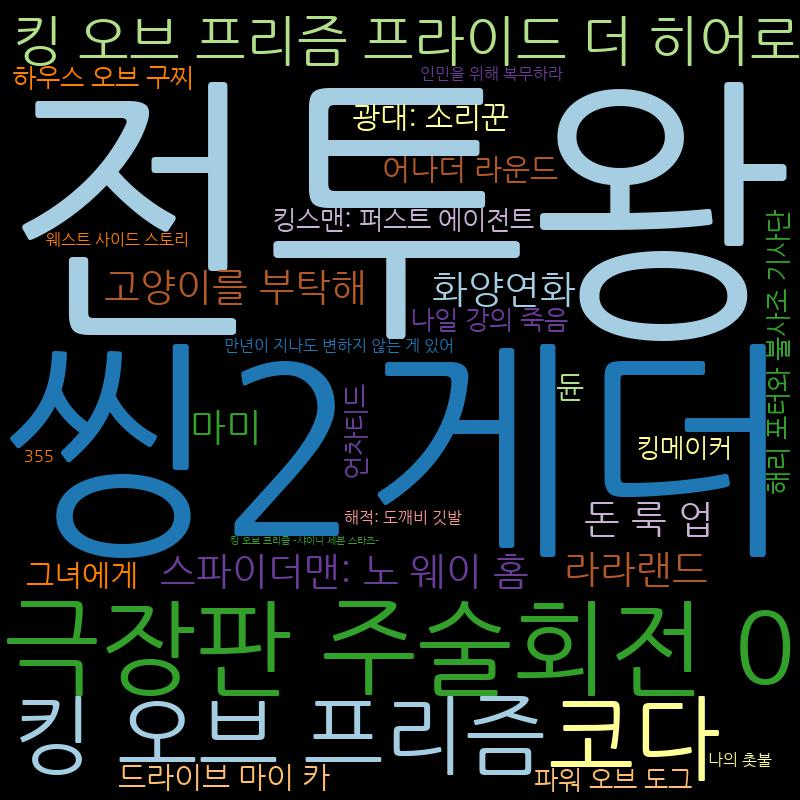 킹 오브 프리즘 프라이드 더 히어로
하우스 오브 구찌
인민을 위해 복무하라
전투왕
광대: 소리꾼
어나더 라운드
킹스맨: 퍼스트 에이전트
웨스트 사이드 스토리
고양이를 부탁해
화양연화
나일 강의 죽음
해리 포터와 불사조 기사단
만년이 지나도 변하지 않는 게 있어
씽2게더
듄
언차티드
마미
킹메이커
355
돈 룩 업
해적: 도깨비 깃발
킹 오브 프리즘 -샤이니 세븐 스타즈-
그녀에게
스파이더맨: 노 웨이 홈
라라랜드
극장판 주술회전 0
킹 오브 프리즘
코다
나의 촛불
드라이브 마이 카
파워 오브 도그